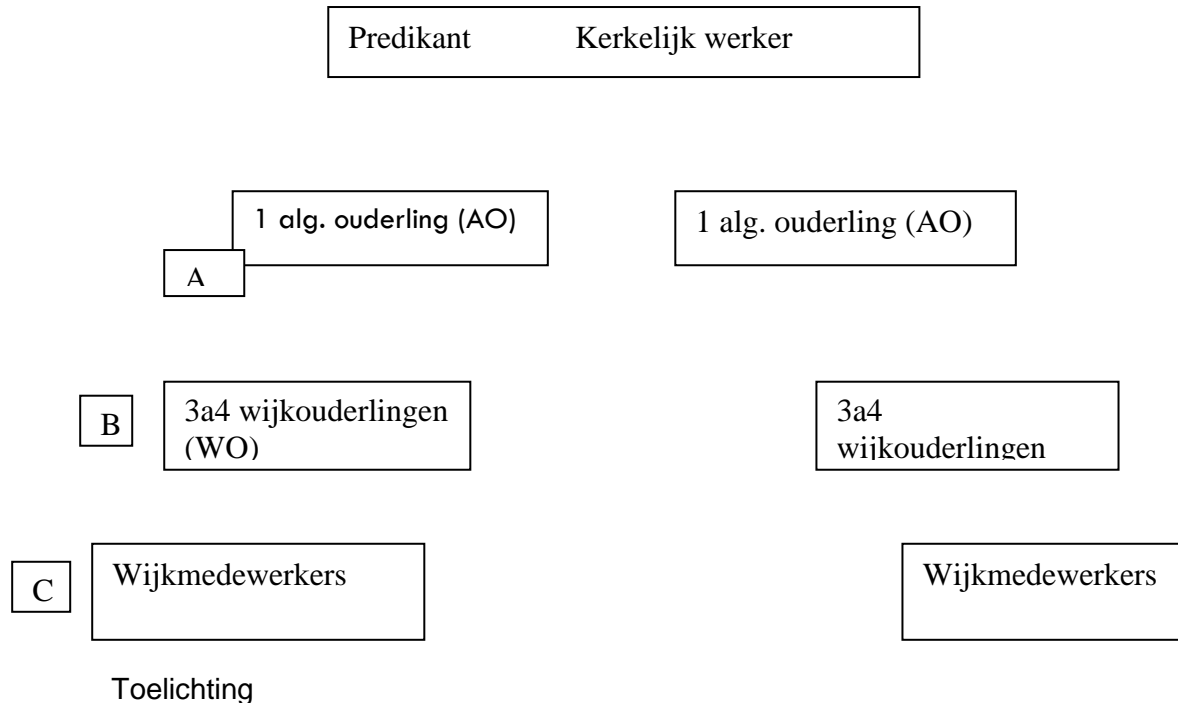 Predikant Kerkelijk werker
1 alg. ouderling (AO)
1 alg. ouderling (AO)
A
B
3a4 wijkouderlingen
(WO)
3a4
wijkouderlingen
C
Wijkmedewerkers
Wijkmedewerkers
Toelichting